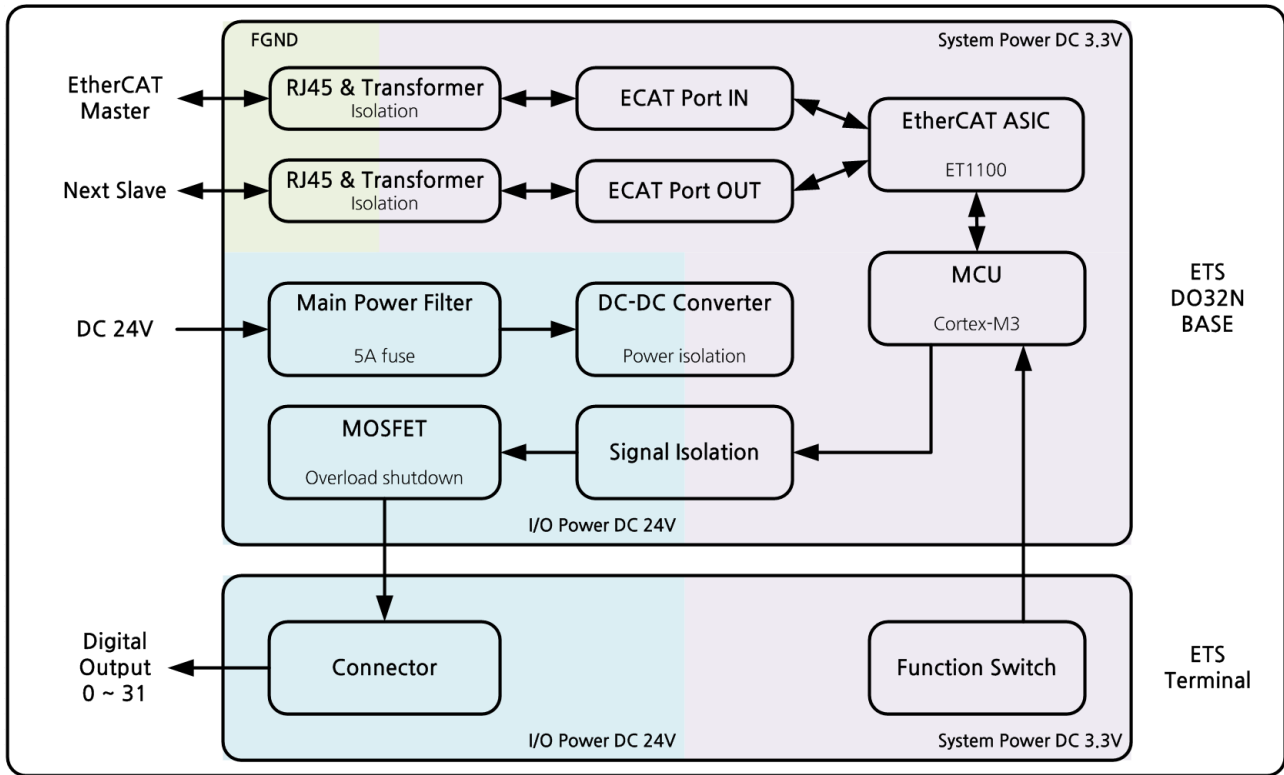 FGND
System Power DC 3.3V
EtherCAT
Master
RJ45 & Transformer
Isolation
ECAT Port IN
EtherCAT ASIC
ET1100
Next Slave
RJ45 & Transformer
Isolation
ECAT Port OUT
DC 24V
Main Power Filter
5A fuse
DC-DC Converter
Power isolation
MCU
Cortex-M3
ETS
DO32N
BASE
MOSFET
Overload shutdown
Signal Isolation
I/O Power DC 24V
Digital
Output
0 ~ 31
Connector
Function Switch
ETS
Terminal
I/O Power DC 24V
System Power DC 3.3V